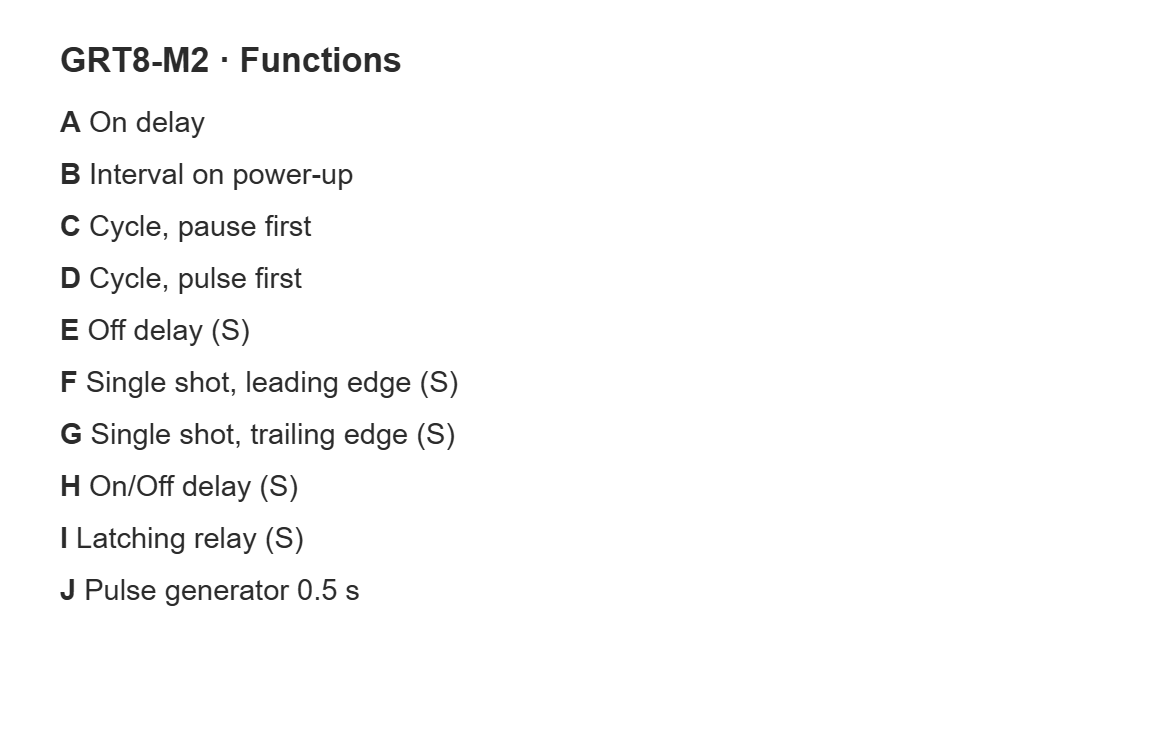 GRT8-M2 · Functions
A On delay
B Interval on power-up
C Cycle, pause first
D Cycle, pulse first
E Off delay (S)
F Single shot, leading edge (S)
G Single shot, trailing edge (S)
H On/Off delay (S)
I Latching relay (S)
J Pulse generator 0.5 s